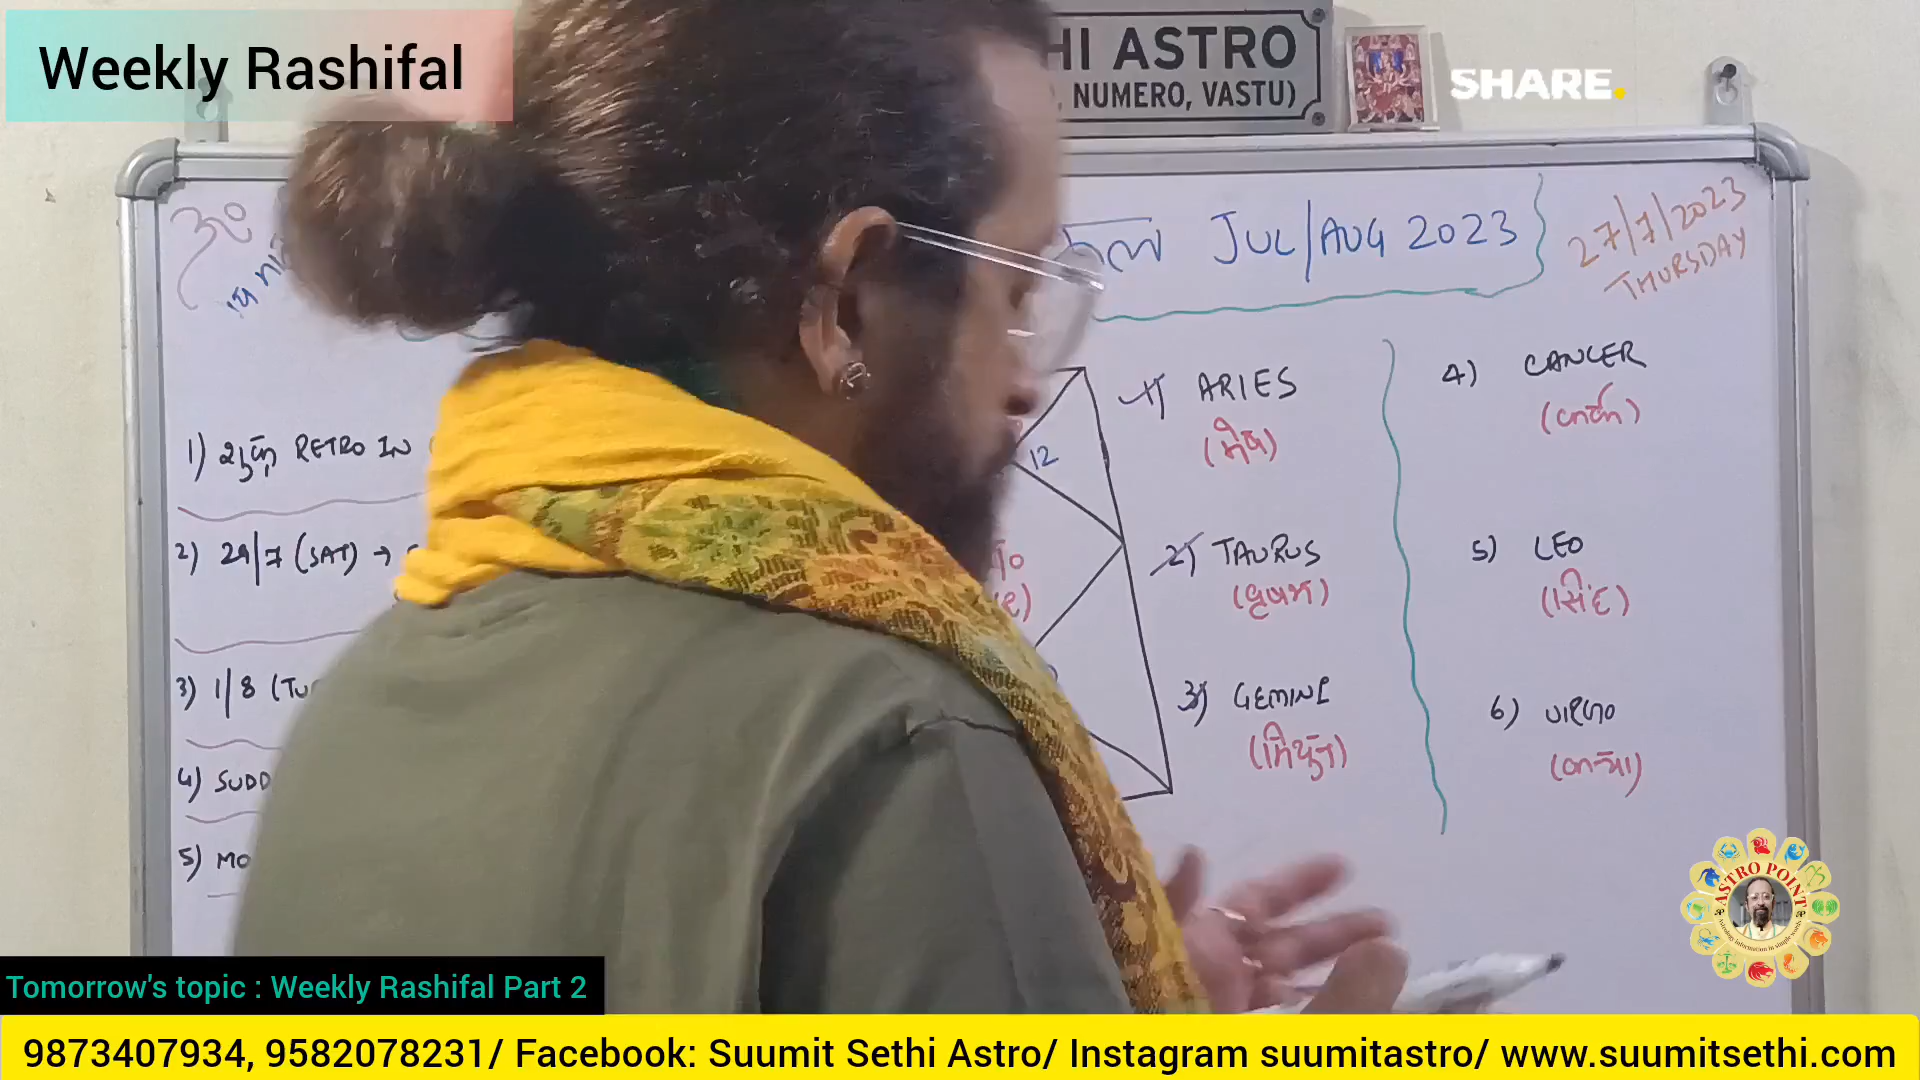 Weekly Rashifal
HI ASTRO
, NUMERO, VASTU)
SHARE.
JUL/AUG 2023
27/7/2023
THURSDAY
1) शुक्र RETRO IN
2) 29/7 (SAT) →
3) 1/8 (TU
4) SUDD
5) MO
12
1) ARIES
(मेष)
2) TAURUS
(वृषभ)
3) GEMINI
(मिथुन)
4) CANCER
(कर्क)
5) LEO
(सिंह)
6) VIRGO
(कन्या)
ASTRO POINT
Tomorrow's topic : Weekly Rashifal Part 2
9873407934, 9582078231/ Facebook: Suumit Sethi Astro/ Instagram suumitastro/ www.suumitsethi.com